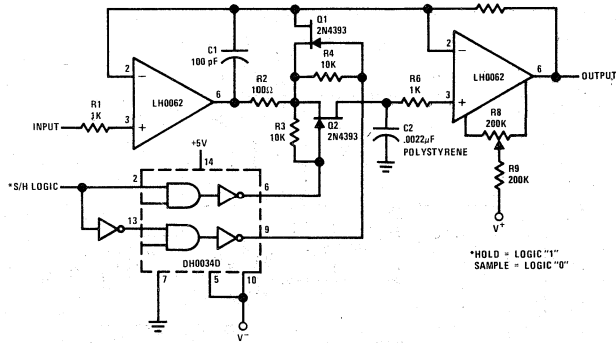 Q1
2N4393
R4
10K
C1
100 pF
2
−
LH0062
6
+
3
R1
1K
INPUT
R2
100Ω
R3
10K
Q2
2N4393
R6
1K
C2
.0022µF
POLYSTYRENE
2
−
LH0062
6
OUTPUT
3
+
R8
200K
R9
200K
V+
+5V
14
*S/H LOGIC
2
6
13
9
DH0034D
7
5
10
V−
*HOLD = LOGIC "1"
SAMPLE = LOGIC "0"